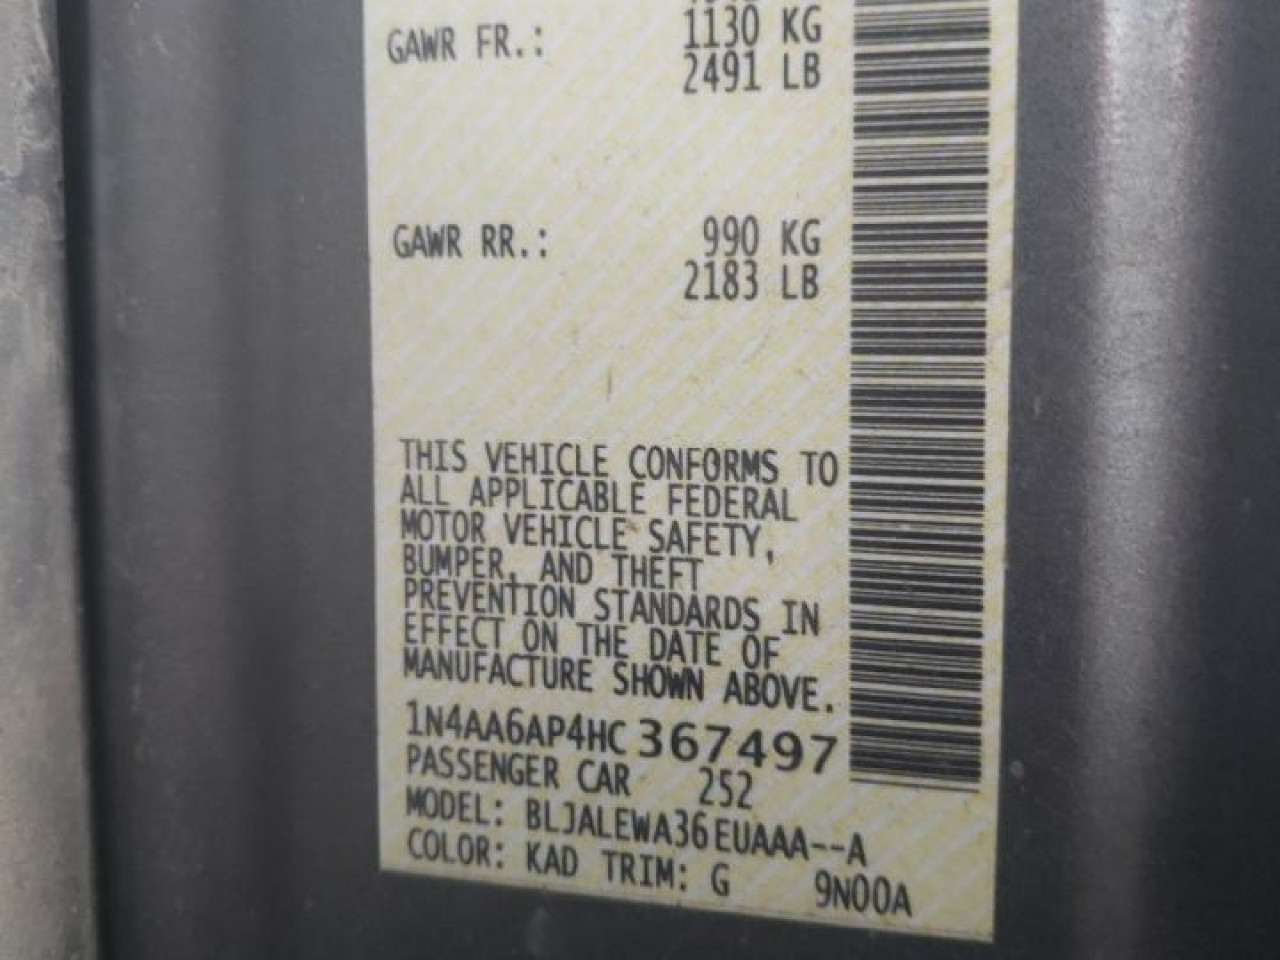 GAWR FR.: 1130 KG
2491 LB
GAWR RR.: 990 KG
2183 LB
THIS VEHICLE CONFORMS TO
ALL APPLICABLE FEDERAL
MOTOR VEHICLE SAFETY,
BUMPER, AND THEFT
PREVENTION STANDARDS IN
EFFECT ON THE DATE OF
MANUFACTURE SHOWN ABOVE.
1N4AA6AP4HC367497
PASSENGER CAR 252
MODEL: BLJALEWA36EUAAA--A
COLOR: KAD TRIM: G 9N00A